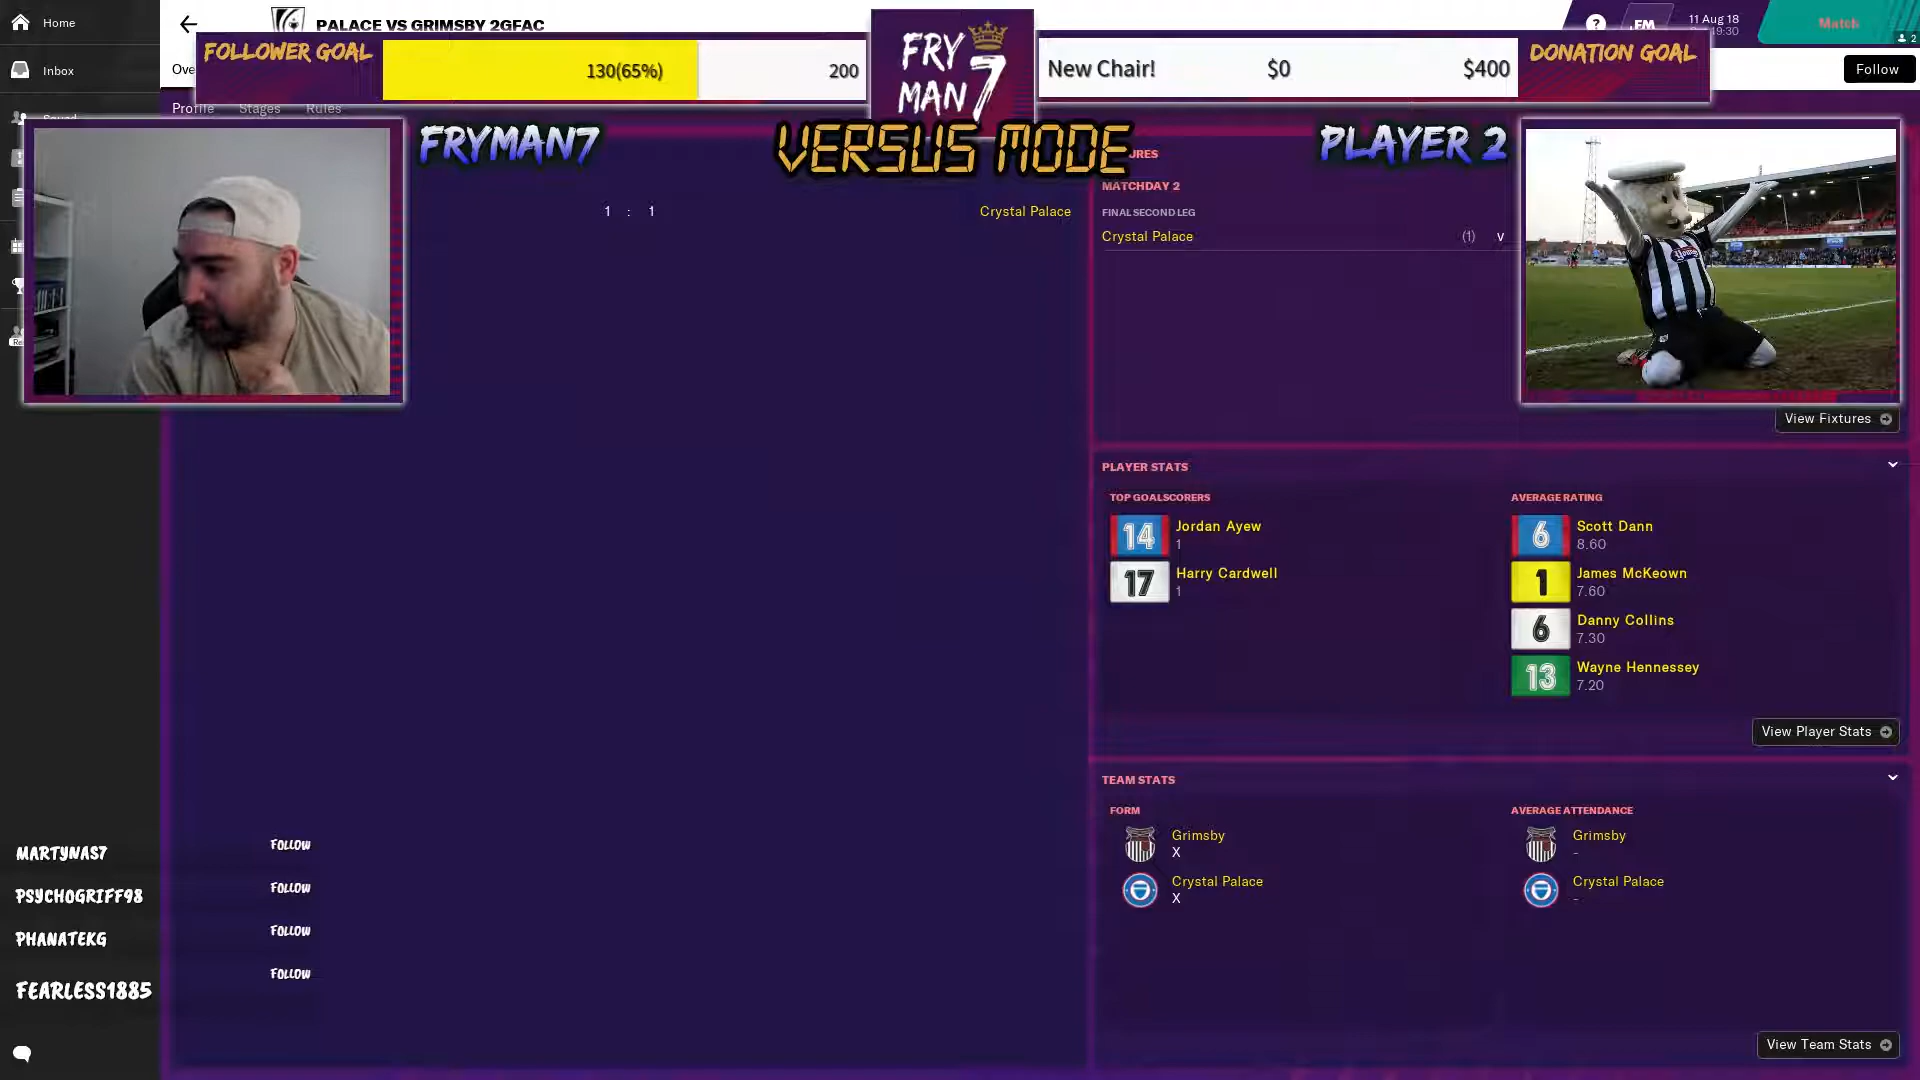 Home
PALACE VS GRIMSBY 2GFAC
11 Aug 18
FM
Match
2
Inbox
FOLLOWER GOAL
130(65%)
200
FRY
MAN 7
New Chair!
$0
$400
DONATION GOAL
Follow
Profile
Stages
Rules
FRYMAN7
VERSUS MODE
PLAYER 2
MATCHDAY 2
1 : 1
Crystal Palace
FINAL SECOND LEG
Crystal Palace
(1)
v
View Fixtures
PLAYER STATS
TOP GOALSCORERS
14
Jordan Ayew
1
17
Harry Cardwell
1
AVERAGE RATING
6
Scott Dann
8.60
1
James McKeown
7.60
6
Danny Collins
7.30
13
Wayne Hennessey
7.20
View Player Stats
TEAM STATS
FORM
Grimsby
X
Crystal Palace
X
AVERAGE ATTENDANCE
Grimsby
-
Crystal Palace
-
MARTYNAS7
FOLLOW
PSYCHOGRIFF98
FOLLOW
PHANATEKG
FOLLOW
FEARLESS1885
FOLLOW
View Team Stats